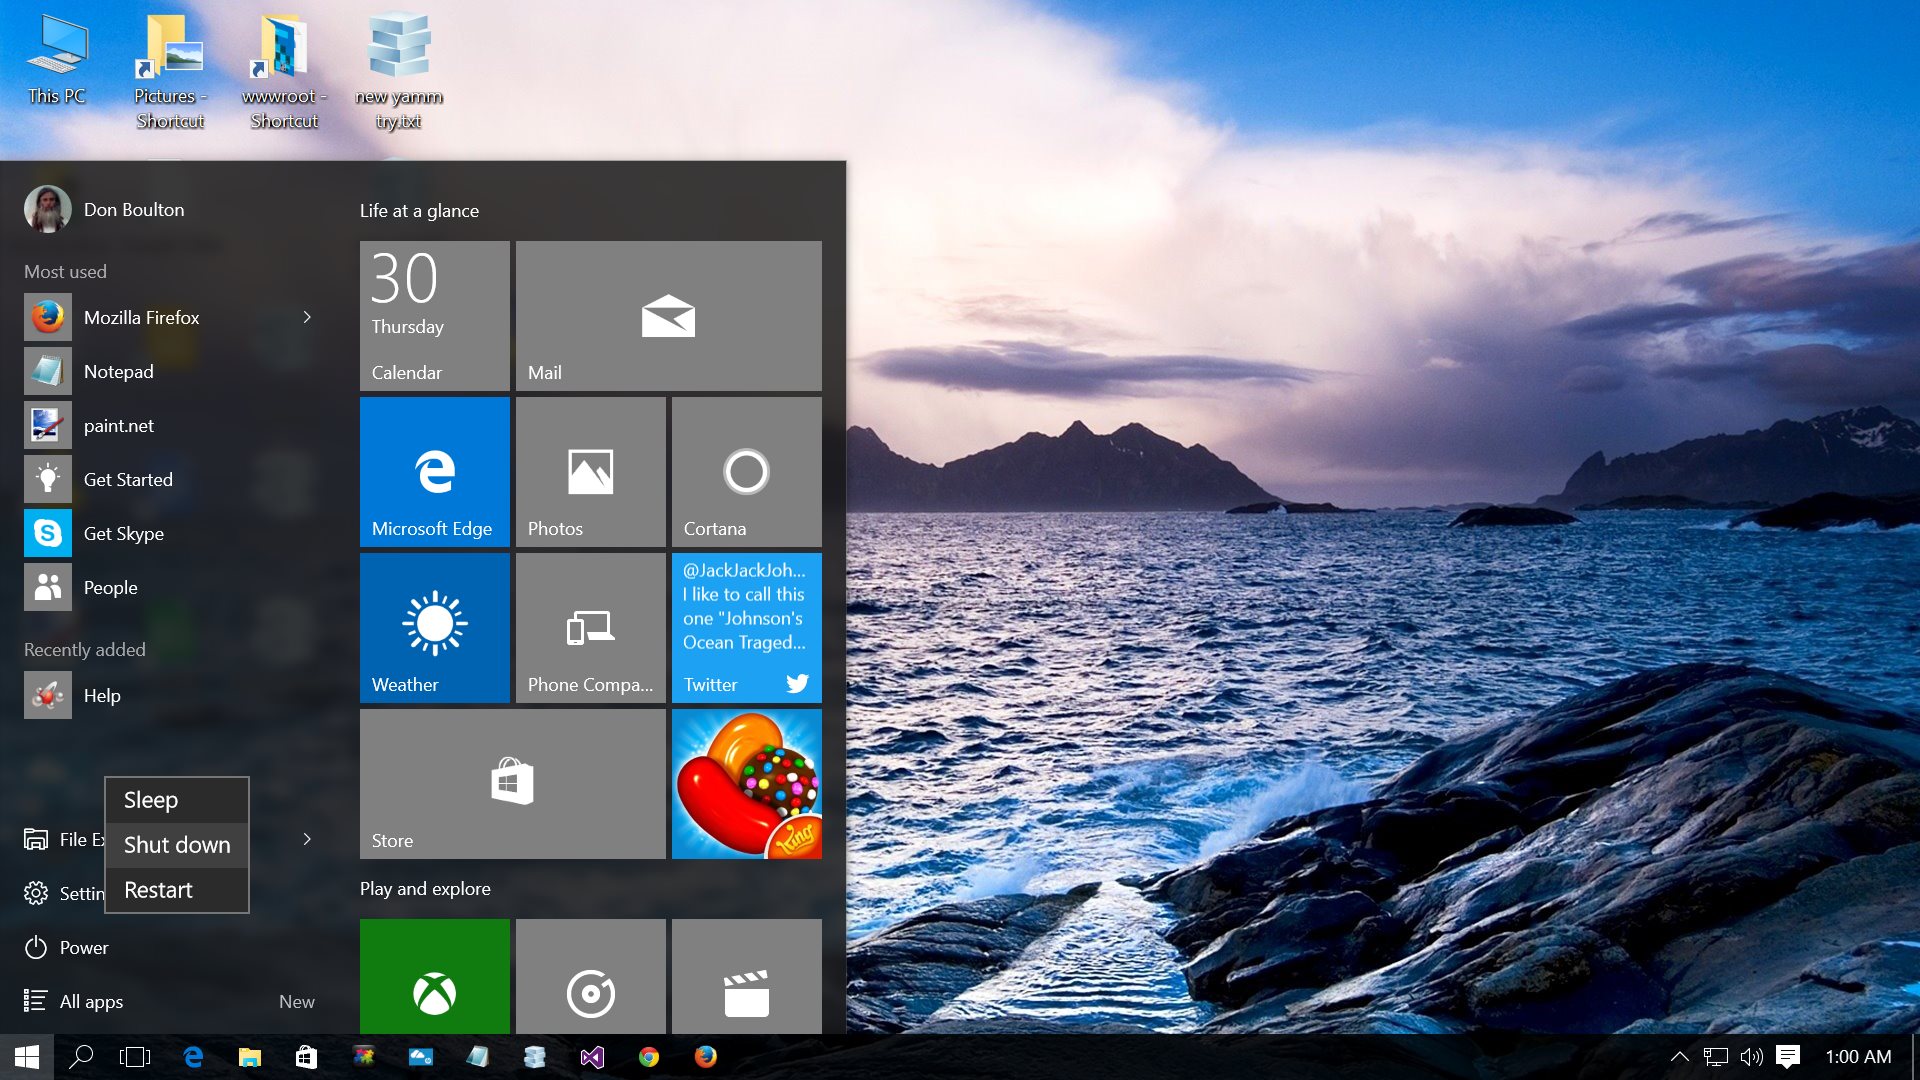 This PC
Pictures -
Shortcut
wwwroot -
Shortcut
new yamm
try.txt
Don Boulton
Most used
Mozilla Firefox
Notepad
paint.net
Get Started
Get Skype
People
Recently added
Help
File Ex
Settin
Sleep
Shut down
Restart
Power
All apps
New
Life at a glance
30
Thursday
Calendar
Mail
Microsoft Edge
Photos
Cortana
Weather
Phone Compa...
@JackJackJoh...
I like to call this
one "Johnson's
Ocean Traged...
Twitter
Store
King
Play and explore
1:00 AM